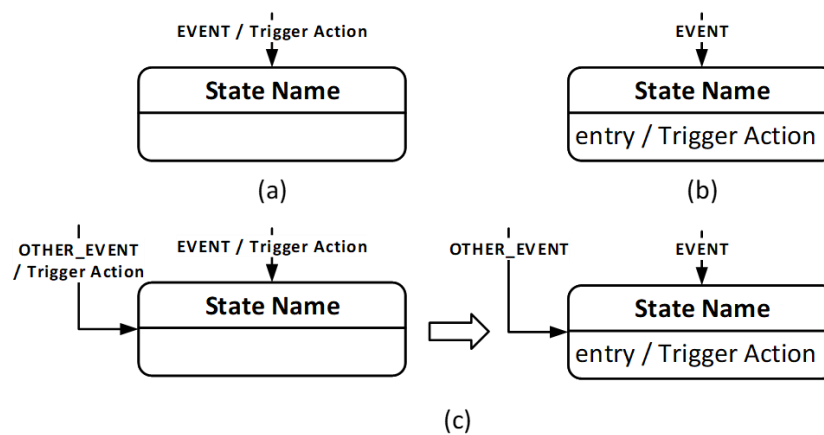 EVENT / Trigger Action
State Name
(a)
EVENT
State Name
entry / Trigger Action
(b)
OTHER_EVENT
/ Trigger Action
EVENT / Trigger Action
State Name
OTHER_EVENT
EVENT
State Name
entry / Trigger Action
(c)